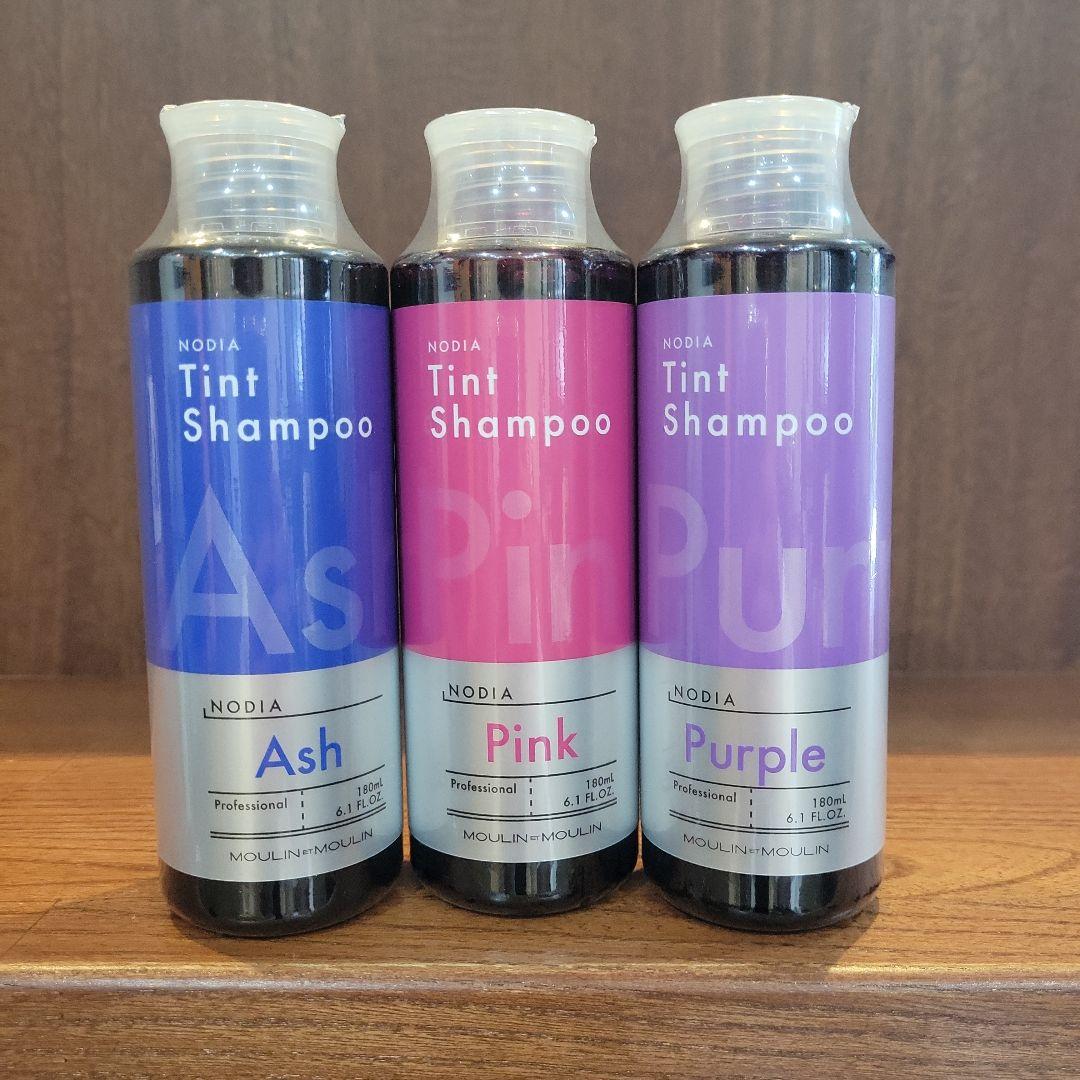 NODIA
Tint
Shampoo
As
NODIA
Ash
Professional
180mL
6.1 FL.OZ.
MOULIN ET MOULIN
NODIA
Tint
Shampoo
Pin
NODIA
Pink
Professional
180mL
6.1 FL.OZ.
MOULIN ET MOULIN
NODIA
Tint
Shampoo
Pur
NODIA
Purple
Professional
180mL
6.1 FL.OZ.
MOULIN ET MOULIN